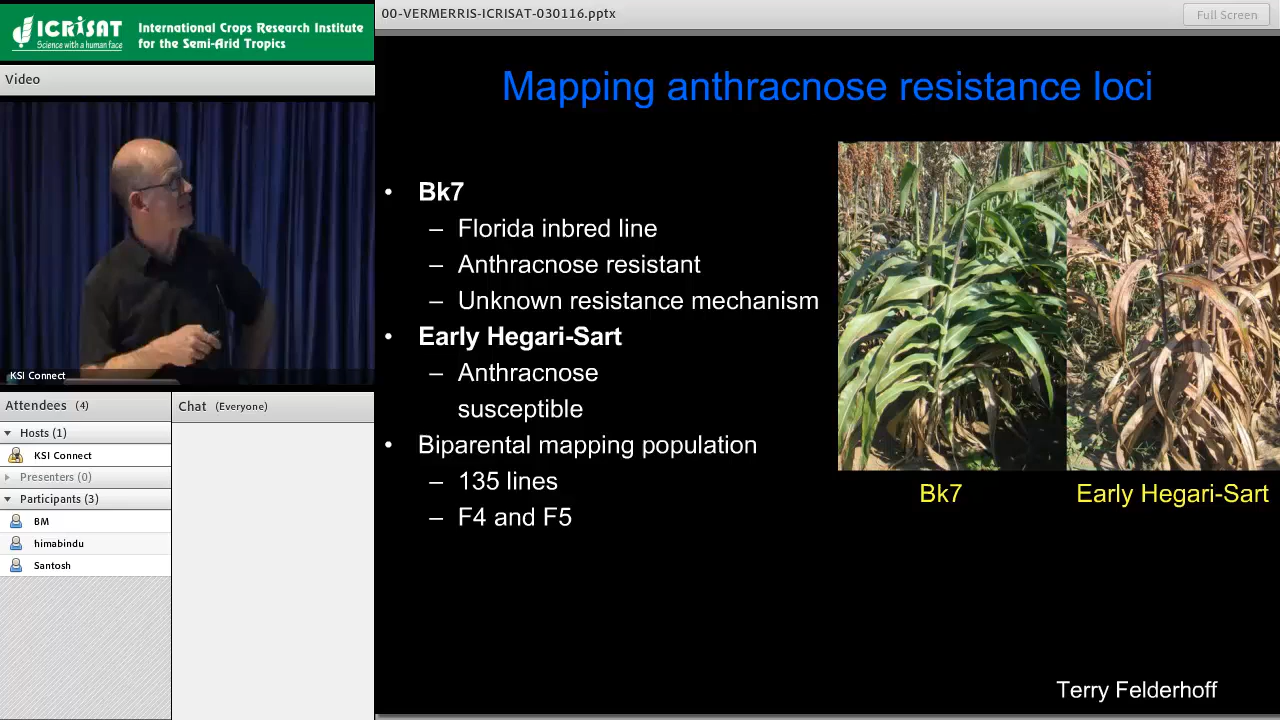 ICRISAT
Science with a human face
International Crops Research Institute
for the Semi-Arid Tropics
Video
KSI Connect
Attendees (4)
Hosts (1)
KSI Connect
Presenters (0)
Participants (3)
BM
himabindu
Santosh
Chat (Everyone)
00-VERMERRIS-ICRISAT-030116.pptx
Full Screen
Mapping anthracnose resistance loci
• Bk7
– Florida inbred line
– Anthracnose resistant
– Unknown resistance mechanism
• Early Hegari-Sart
– Anthracnose
susceptible
• Biparental mapping population
– 135 lines
– F4 and F5
Bk7
Early Hegari-Sart
Terry Felderhoff